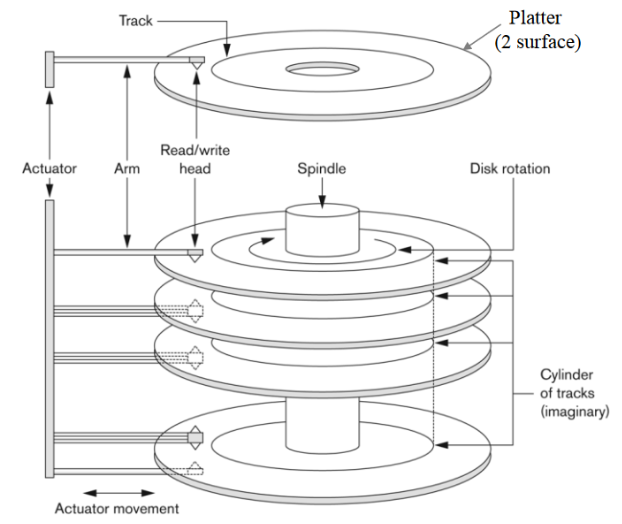 Track
Platter
(2 surface)
Actuator
Arm
Read/write
head
Spindle
Disk rotation
Cylinder
of tracks
(imaginary)
Actuator movement